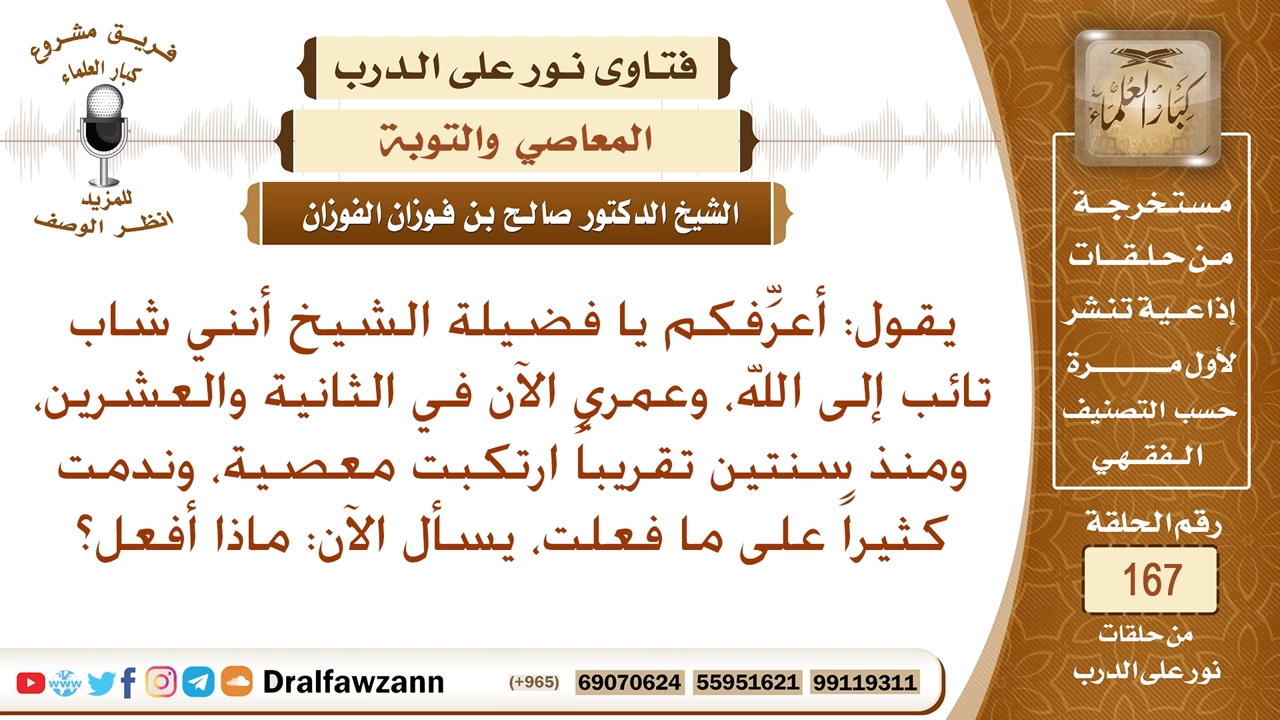 فريق مشروع
كبار العلماء
للمزيد
انظر الوصف
فتاوى نور على الدرب
المعاصي والتوبة
الشيخ الدكتور صالح بن فوزان الفوزان
يقول: أعرِّفكم يا فضيلة الشيخ أنني شاب
تائب إلى الله، وعمري الآن في الثانية والعشرين،
ومنذ سنتين تقريباً ارتكبت معصية، وندمت
كثيراً على ما فعلت، يسأل الآن: ماذا أفعل؟
كبار العلماء
مستخرجة
من حلقات
إذاعية تنشر
لأول مرة
حسب التصنيف
الفقهي
رقم الحلقة
167
من حلقات
نور على الدرب
www
Dralfawzann
(+965) 69070624 55951621 99119311